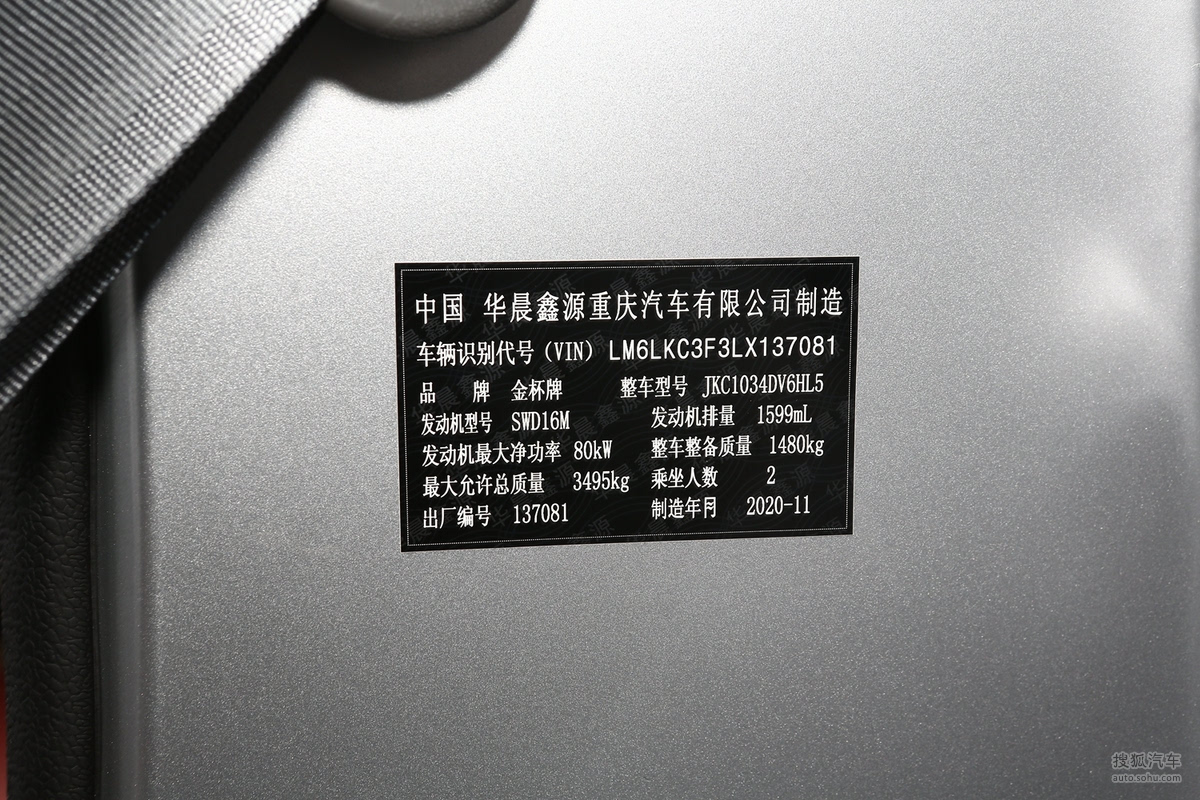 中国 华晨鑫源重庆汽车有限公司制造
车辆识别代号(VIN) LM6LKC3F3LX137081
品 牌 金杯牌 整车型号 JKC1034DV6HL5
发动机型号 SWD16M 发动机排量 1599mL
发动机最大净功率 80kW 整车整备质量 1480kg
最大允许总质量 3495kg 乘坐人数 2
出厂编号 137081 制造年月 2020-11
搜狐汽车
auto.sohu.com